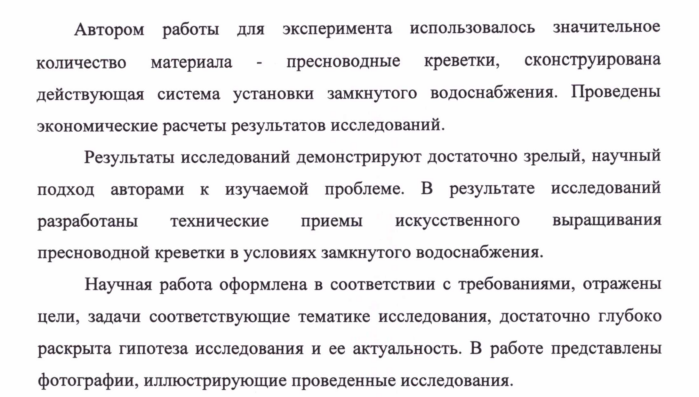 Автором работы для эксперимента использовалось значительное
количество материала - пресноводные креветки, сконструирована
действующая система установки замкнутого водоснабжения. Проведены
экономические расчеты результатов исследований.
Результаты исследований демонстрируют достаточно зрелый, научный
подход авторами к изучаемой проблеме. В результате исследований
разработаны технические приемы искусственного выращивания
пресноводной креветки в условиях замкнутого водоснабжения.
Научная работа оформлена в соответствии с требованиями, отражены
цели, задачи соответствующие тематике исследования, достаточно глубоко
раскрыта гипотеза исследования и ее актуальность. В работе представлены
фотографии, иллюстрирующие проведенные исследования.